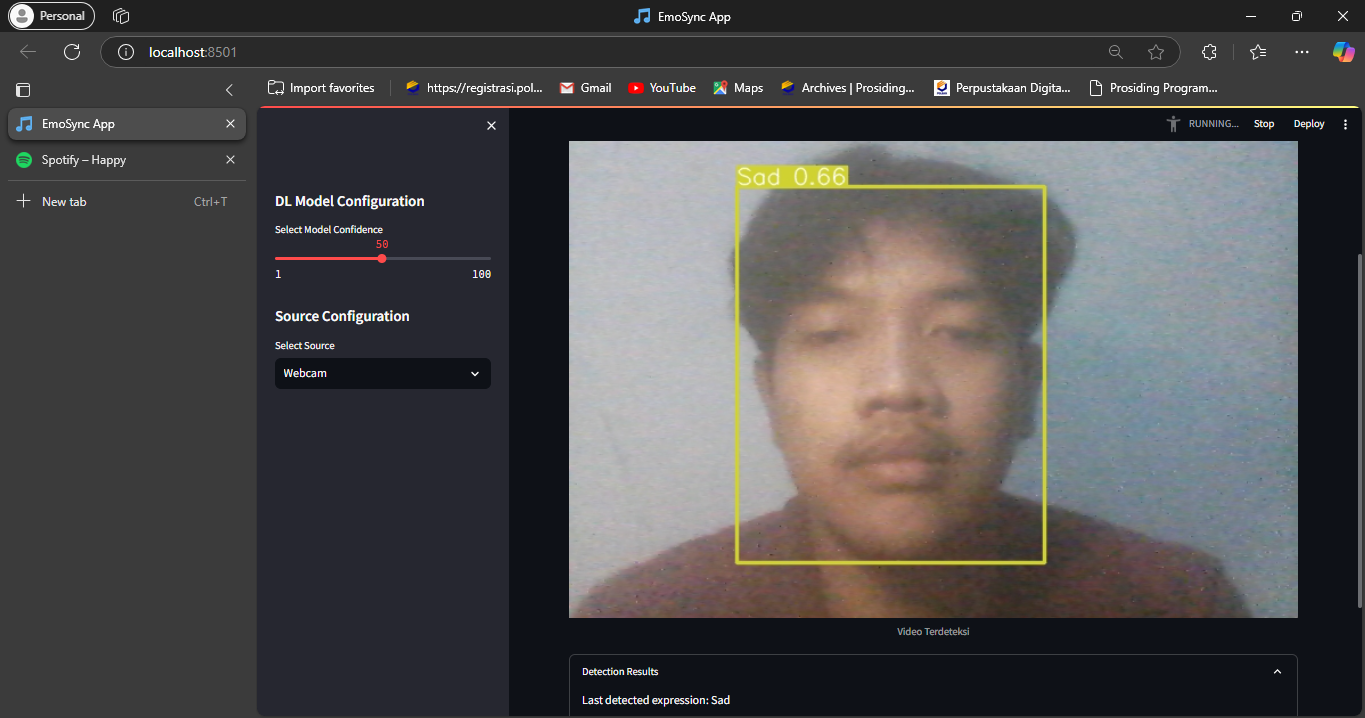 Personal
EmoSync App
localhost:8501
Import favorites
https://registrasi.pol...
Gmail
YouTube
Maps
Archives | Prosiding...
Perpustakaan Digita...
Prosiding Program...
EmoSync App
Spotify – Happy
New tab
Ctrl+T
DL Model Configuration
Select Model Confidence
50
1
100
Source Configuration
Select Source
Webcam
RUNNING...
Stop
Deploy
Sad 0.66
Video Terdeteksi
Detection Results
Last detected expression: Sad